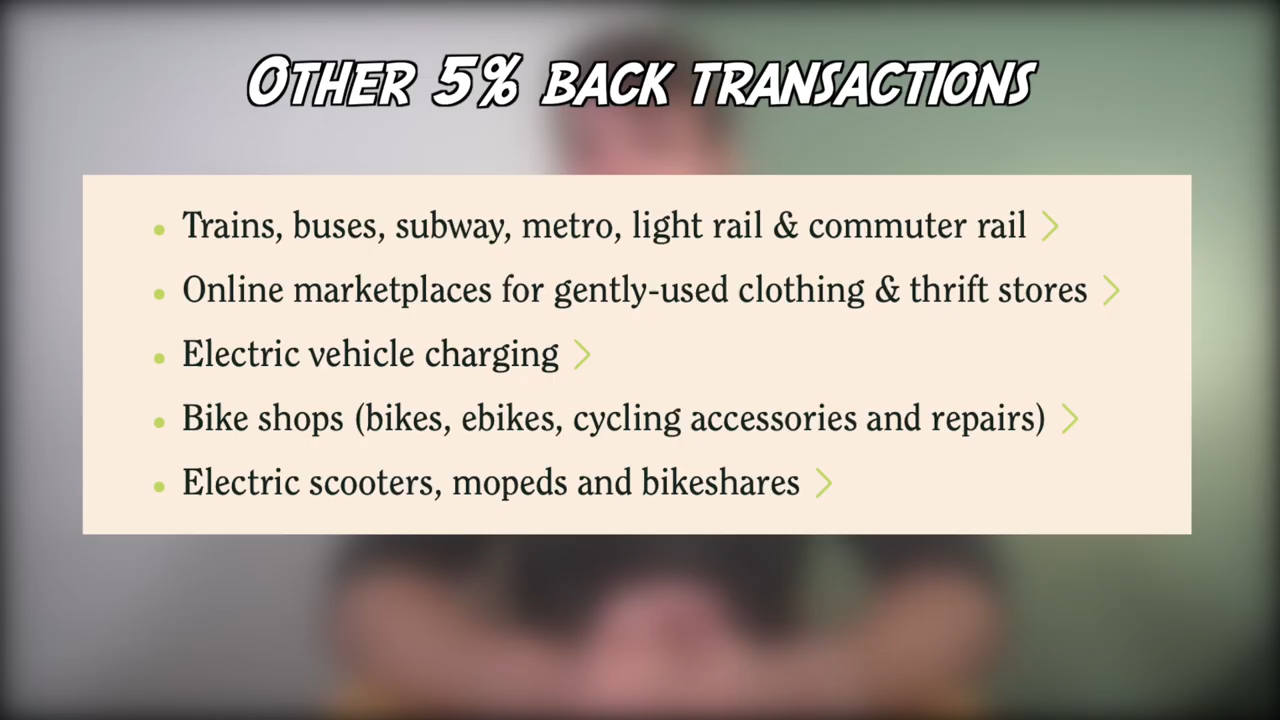 OTHER 5% BACK TRANSACTIONS
Trains, buses, subway, metro, light rail & commuter rail
Online marketplaces for gently-used clothing & thrift stores
Electric vehicle charging
Bike shops (bikes, ebikes, cycling accessories and repairs)
Electric scooters, mopeds and bikeshares